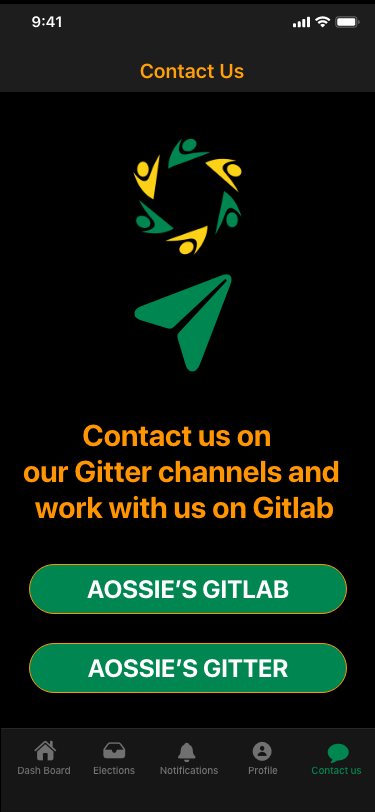 9:41
Contact Us
Contact us on
our Gitter channels and
work with us on Gitlab
AOSSIE’S GITLAB
AOSSIE’S GITTER
Dash Board Elections Notifications Profile Contact us